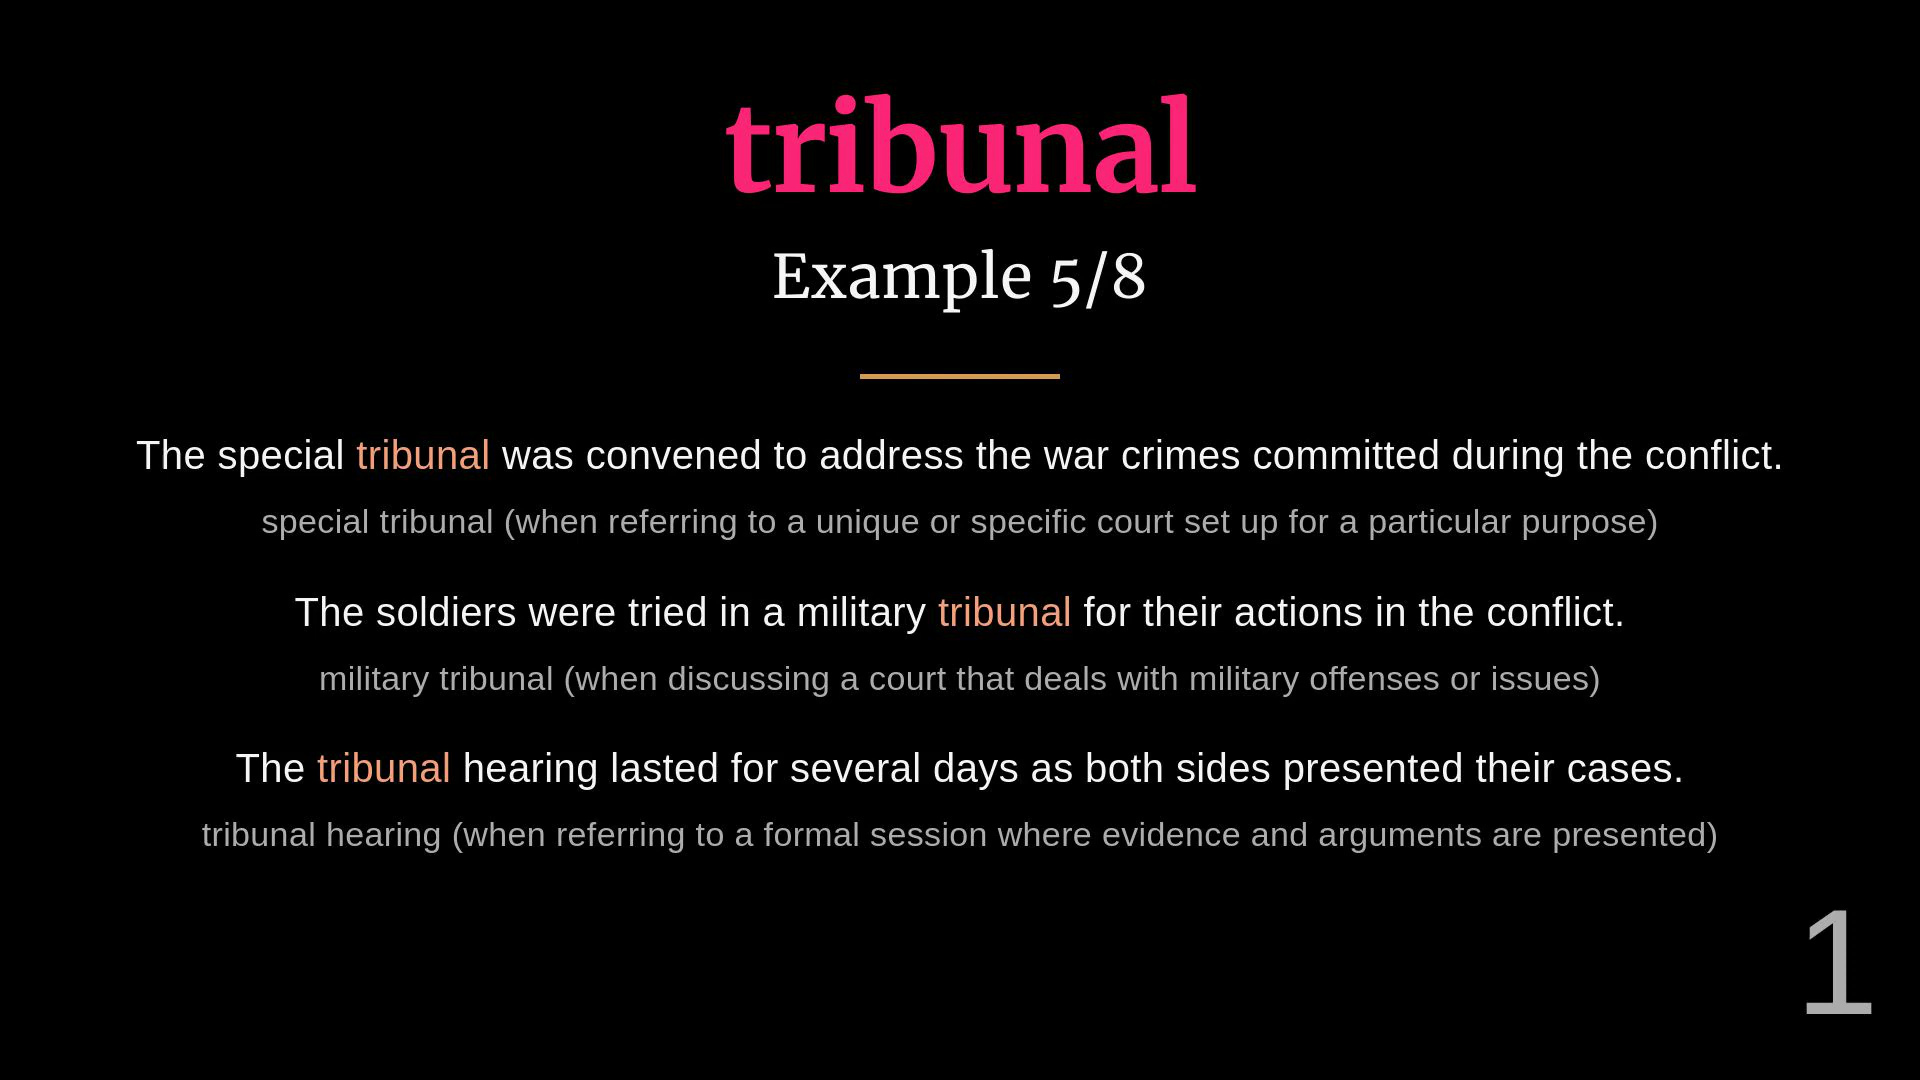 tribunal
Example 5/8
The special tribunal was convened to address the war crimes committed during the conflict.
special tribunal (when referring to a unique or specific court set up for a particular purpose)
The soldiers were tried in a military tribunal for their actions in the conflict.
military tribunal (when discussing a court that deals with military offenses or issues)
The tribunal hearing lasted for several days as both sides presented their cases.
tribunal hearing (when referring to a formal session where evidence and arguments are presented)
1